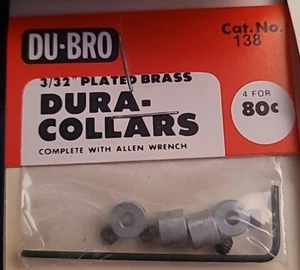 DU-BRO
Cat. No.
138
3/32" PLATED BRASS
DURA-
COLLARS
COMPLETE WITH ALLEN WRENCH
4 FOR
80¢